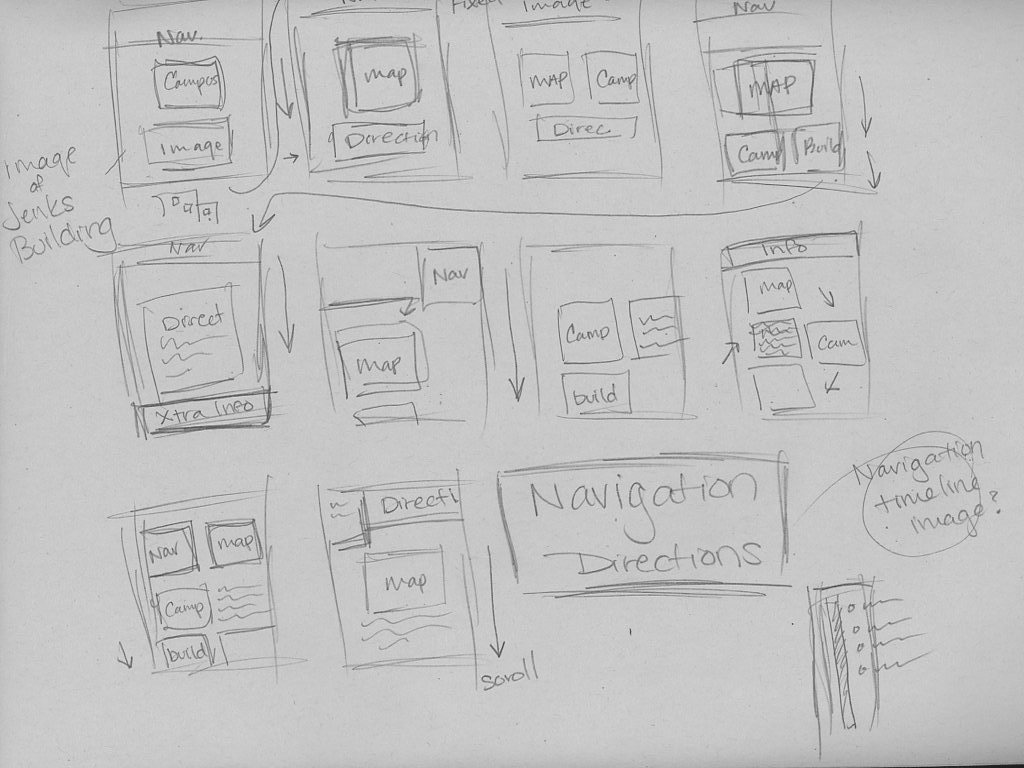 Fixed
Image
Nav
Nav
Campus
Image
map
Direction
MAP
Camp
Direc
MAP
Camp
Build
Image
of
Jenks
Building
Nav
Direct
Xtra Info
Nav
map
Camp
build
Info
map
Cam
Nav
map
Camp
build
Directi
map
scroll
Navigation
Directions
Navigation
timeline
image?